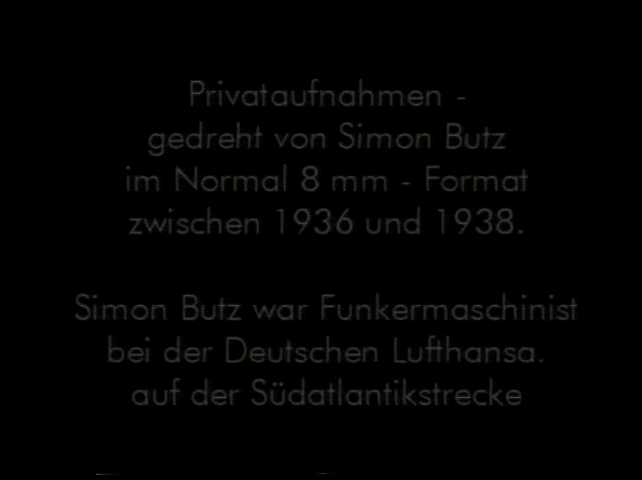 Privataufnahmen -
gedreht von Simon Butz
im Normal 8 mm - Format
zwischen 1936 und 1938.
Simon Butz war Funkermaschinist
bei der Deutschen Lufthansa.
auf der Südatlantikstrecke